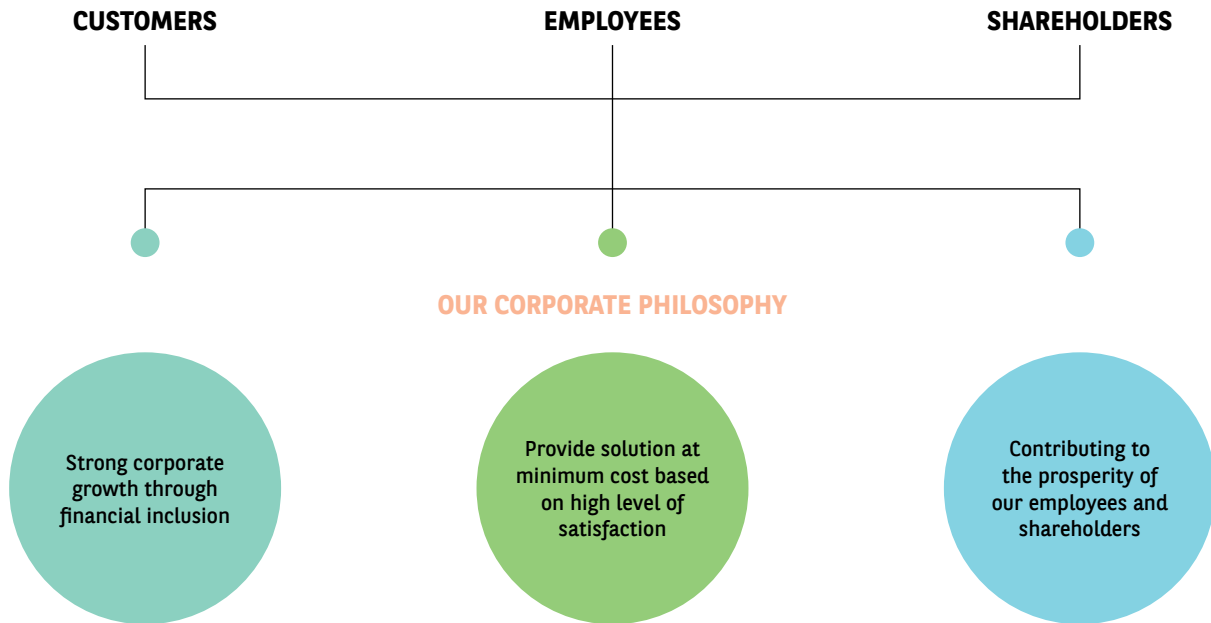 CUSTOMERS
EMPLOYEES
SHAREHOLDERS
OUR CORPORATE PHILOSOPHY
Strong corporate
growth through
financial inclusion
Provide solution at
minimum cost based
on high level of
satisfaction
Contributing to
the prosperity of
our employees and
shareholders